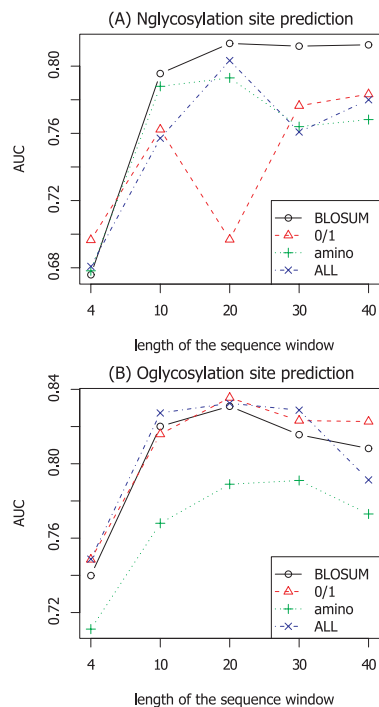 (A) Nglycosylation site prediction
AUC
0.80
0.76
0.72
0.68
BLOSUM
0/1
amino
ALL
4 10 20 30 40
length of the sequence window
(B) Oglycosylation site prediction
AUC
0.84
0.80
0.76
0.72
BLOSUM
0/1
amino
ALL
4 10 20 30 40
length of the sequence window